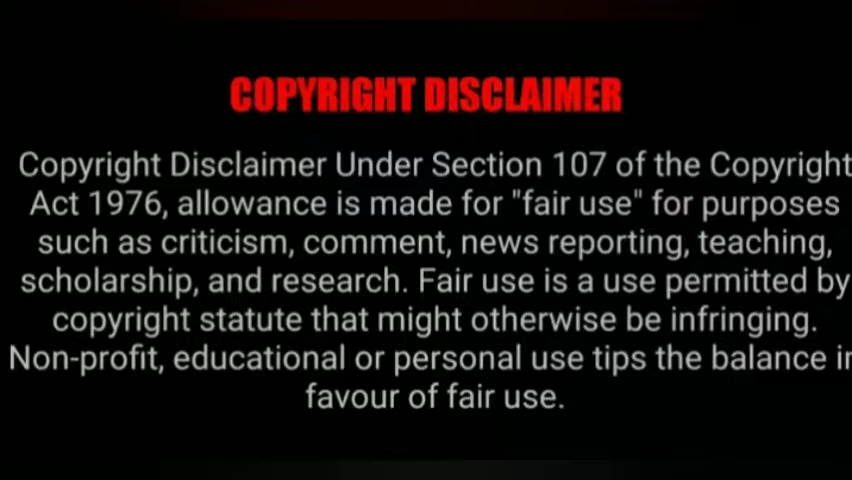 COPYRIGHT DISCLAIMER
Copyright Disclaimer Under Section 107 of the Copyright
Act 1976, allowance is made for "fair use" for purposes
such as criticism, comment, news reporting, teaching,
scholarship, and research. Fair use is a use permitted by
copyright statute that might otherwise be infringing.
Non-profit, educational or personal use tips the balance in
favour of fair use.